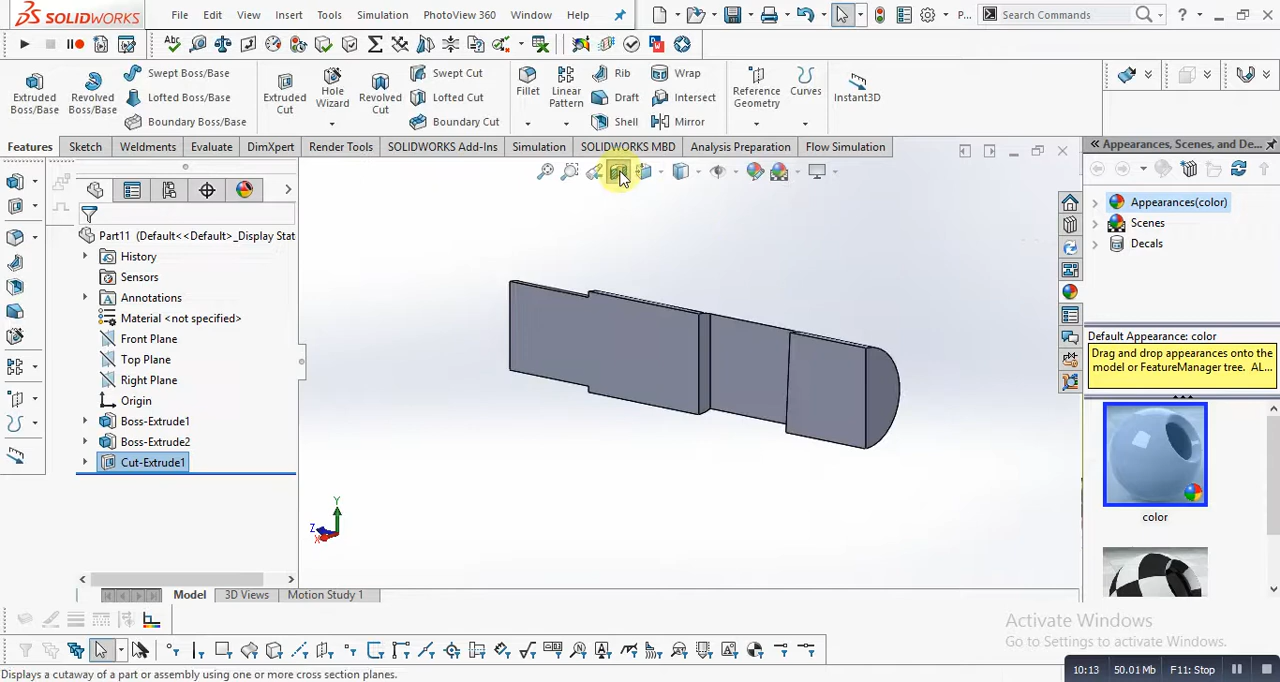 SOLIDWORKS File Edit View Insert Tools Simulation PhotoView 360 Window Help P... Search Commands ?
Abc
Extruded Boss/Base
Revolved Boss/Base
Swept Boss/Base
Lofted Boss/Base
Boundary Boss/Base
Extruded Cut
Hole Wizard
Revolved Cut
Swept Cut
Lofted Cut
Boundary Cut
Fillet
Linear Pattern
Rib
Draft
Shell
Wrap
Intersect
Mirror
Reference Geometry
Curves
Instant3D
Features Sketch Weldments Evaluate DimXpert Render Tools SOLIDWORKS Add-Ins Simulation SOLIDWORKS MBD Analysis Preparation Flow Simulation
Part11 (Default<<Default>_Display Stat
History
Sensors
Annotations
Material <not specified>
Front Plane
Top Plane
Right Plane
Origin
Boss-Extrude1
Boss-Extrude2
Cut-Extrude1
Y
Z
X
Appearances, Scenes, and De...
Appearances(color)
Scenes
Decals
Default Appearance: color
Drag and drop appearances onto the
model or FeatureManager tree. AL...
color
Model 3D Views Motion Study 1
Activate Windows
Go to Settings to activate Windows.
Displays a cutaway of a part or assembly using one or more cross section planes.
10:13 50.01 Mb F11: Stop